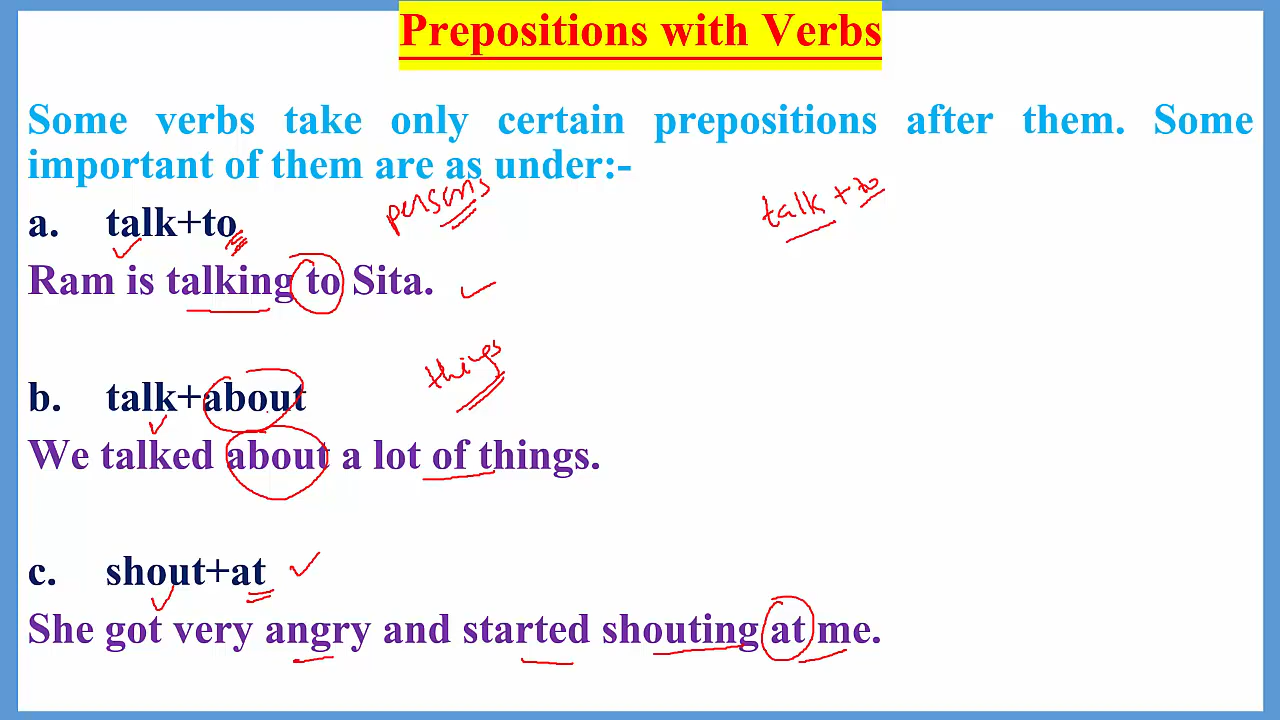 Prepositions with Verbs
Some verbs take only certain prepositions after them. Some
important of them are as under:-
persons
talk + to
a. talk+to
Ram is talking to Sita.
things
b. talk+about
We talked about a lot of things.
c. shout+at
She got very angry and started shouting at me.